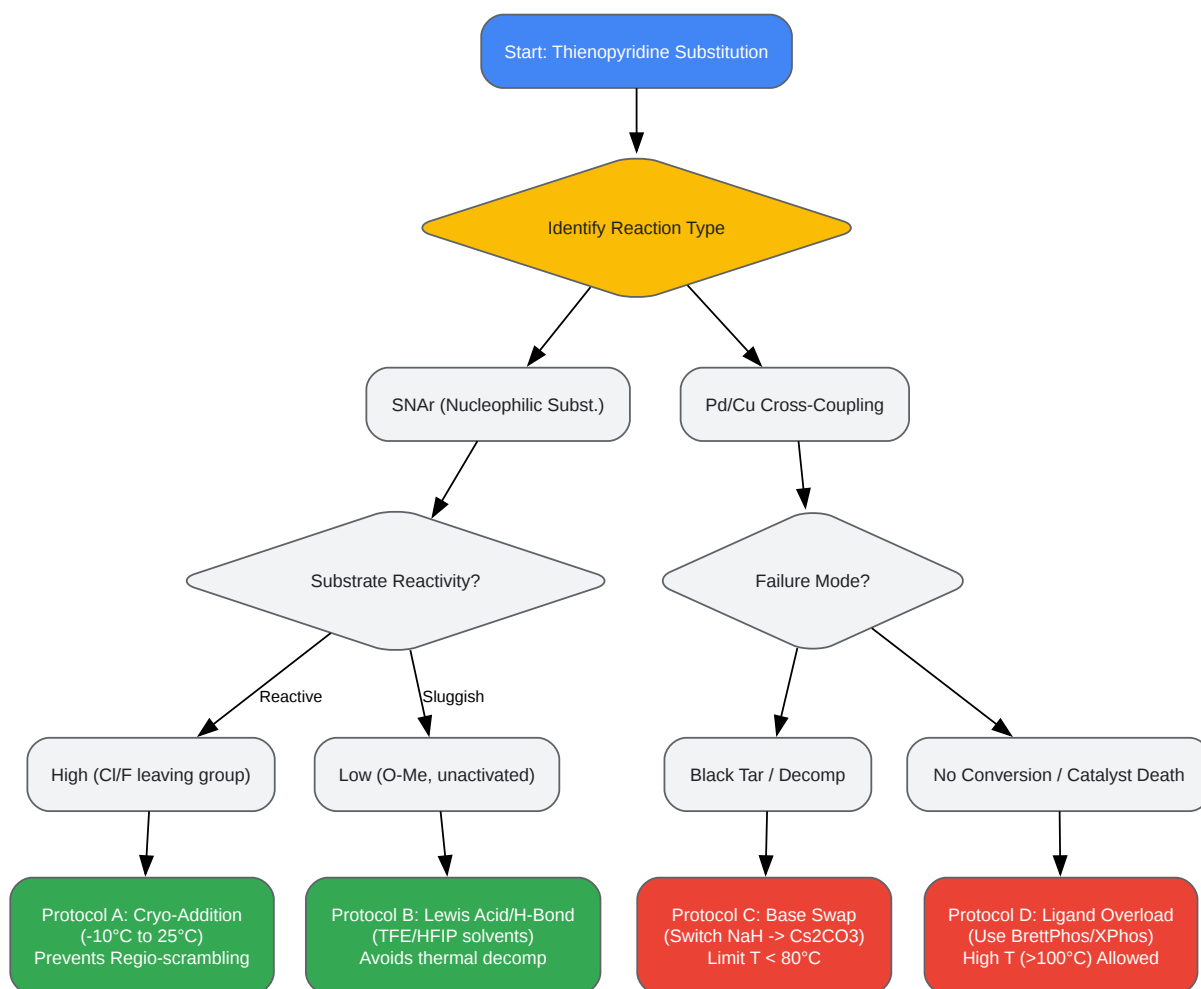 Start: Thienopyridine Substitution
Identify Reaction Type
SNAr (Nucleophilic Subst.)
Pd/Cu Cross-Coupling
Substrate Reactivity?
Failure Mode?
Reactive
Sluggish
High (Cl/F leaving group)
Low (O-Me, unactivated)
Black Tar / Decomp
No Conversion / Catalyst Death
Protocol A: Cryo-Addition
(-10°C to 25°C)
Prevents Regio-scrambling
Protocol B: Lewis Acid/H-Bond
(TFE/HFIP solvents)
Avoids thermal decomp
Protocol C: Base Swap
(Switch NaH -> Cs2CO3)
Limit T < 80°C
Protocol D: Ligand Overload
(Use BrettPhos/XPhos)
High T (>100°C) Allowed